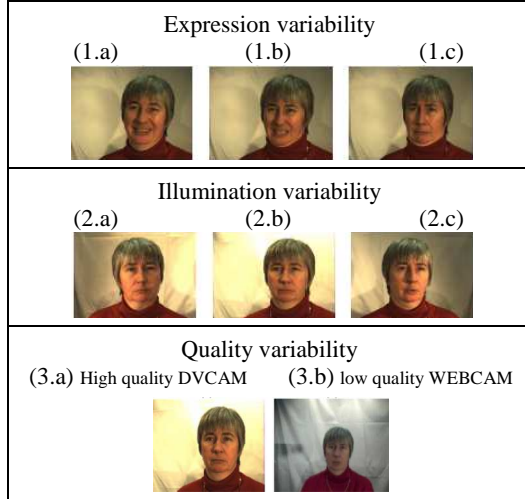 Expression variability
(1.a) (1.b) (1.c)
Illumination variability
(2.a) (2.b) (2.c)
Quality variability
(3.a) High quality DVCAM (3.b) low quality WEBCAM